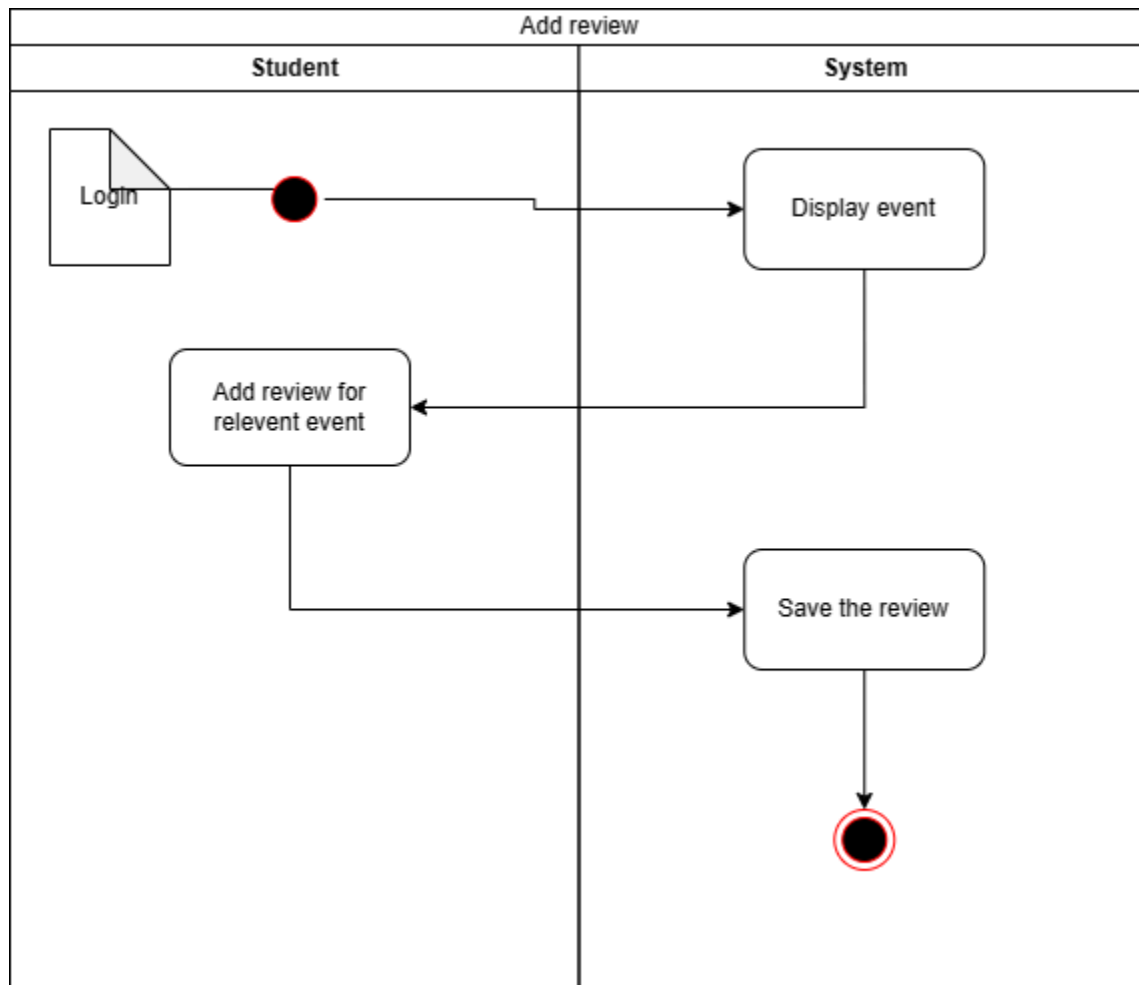 Add review
Student
System
Login
Display event
Add review for
relevent event
Save the review